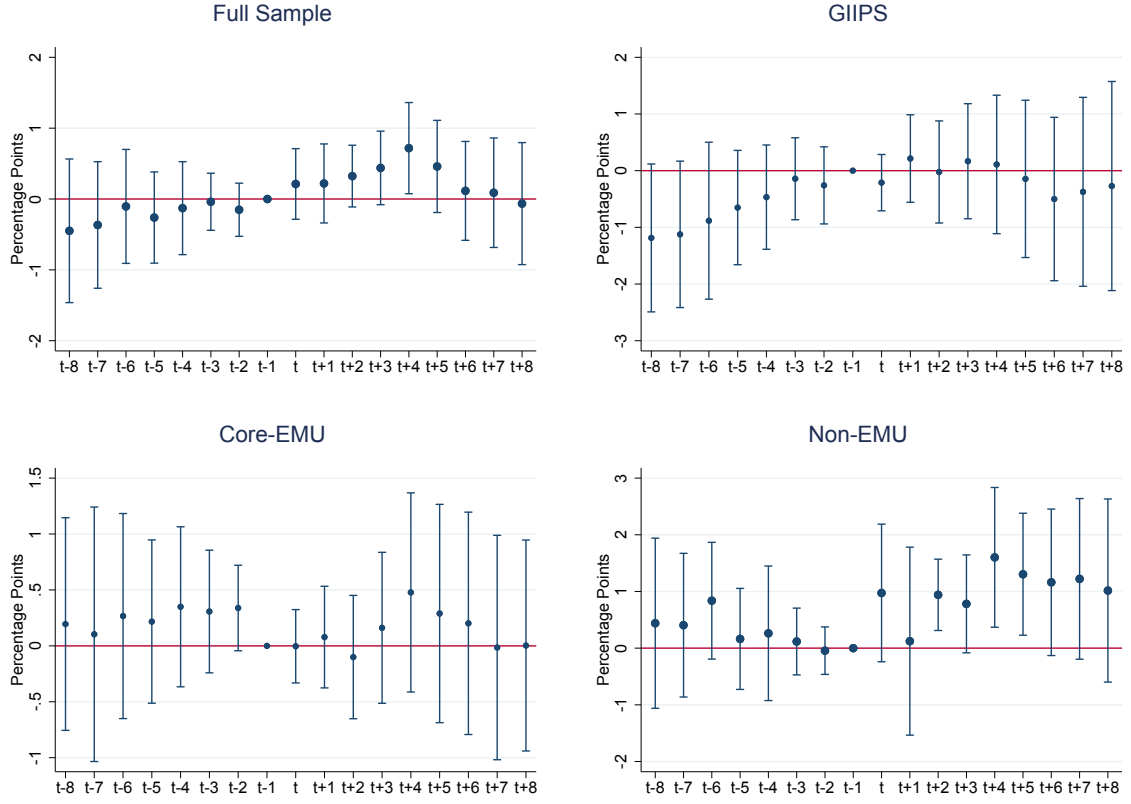 Full Sample
Percentage Points
2
1
0
-1
-2
t-8 t-7 t-6 t-5 t-4 t-3 t-2 t-1 t t+1 t+2 t+3 t+4 t+5 t+6 t+7 t+8
GIIPS
Percentage Points
2
1
0
-1
-2
-3
t-8 t-7 t-6 t-5 t-4 t-3 t-2 t-1 t t+1 t+2 t+3 t+4 t+5 t+6 t+7 t+8
Core-EMU
Percentage Points
1.5
1
.5
0
-.5
-1
t-8 t-7 t-6 t-5 t-4 t-3 t-2 t-1 t t+1 t+2 t+3 t+4 t+5 t+6 t+7 t+8
Non-EMU
Percentage Points
3
2
1
0
-1
-2
t-8 t-7 t-6 t-5 t-4 t-3 t-2 t-1 t t+1 t+2 t+3 t+4 t+5 t+6 t+7 t+8